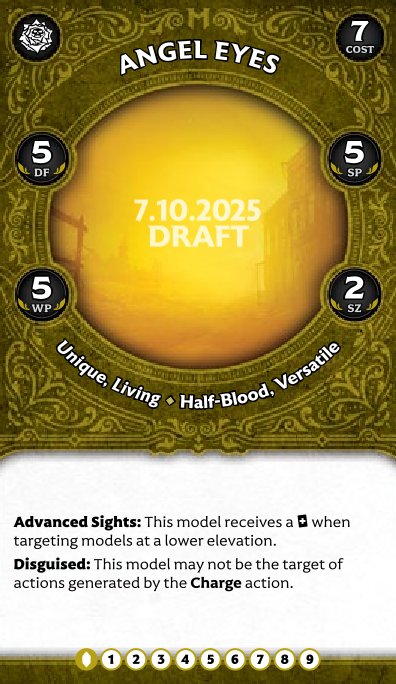 ANGEL EYES
7
COST
5
DF
5
SP
7.10.2025
DRAFT
5
WP
2
SZ
Unique, Living ◆ Half-Blood, Versatile
Advanced Sights: This model receives a 🃏 when
targeting models at a lower elevation.
Disguised: This model may not be the target of
actions generated by the Charge action.
1 2 3 4 5 6 7 8 9